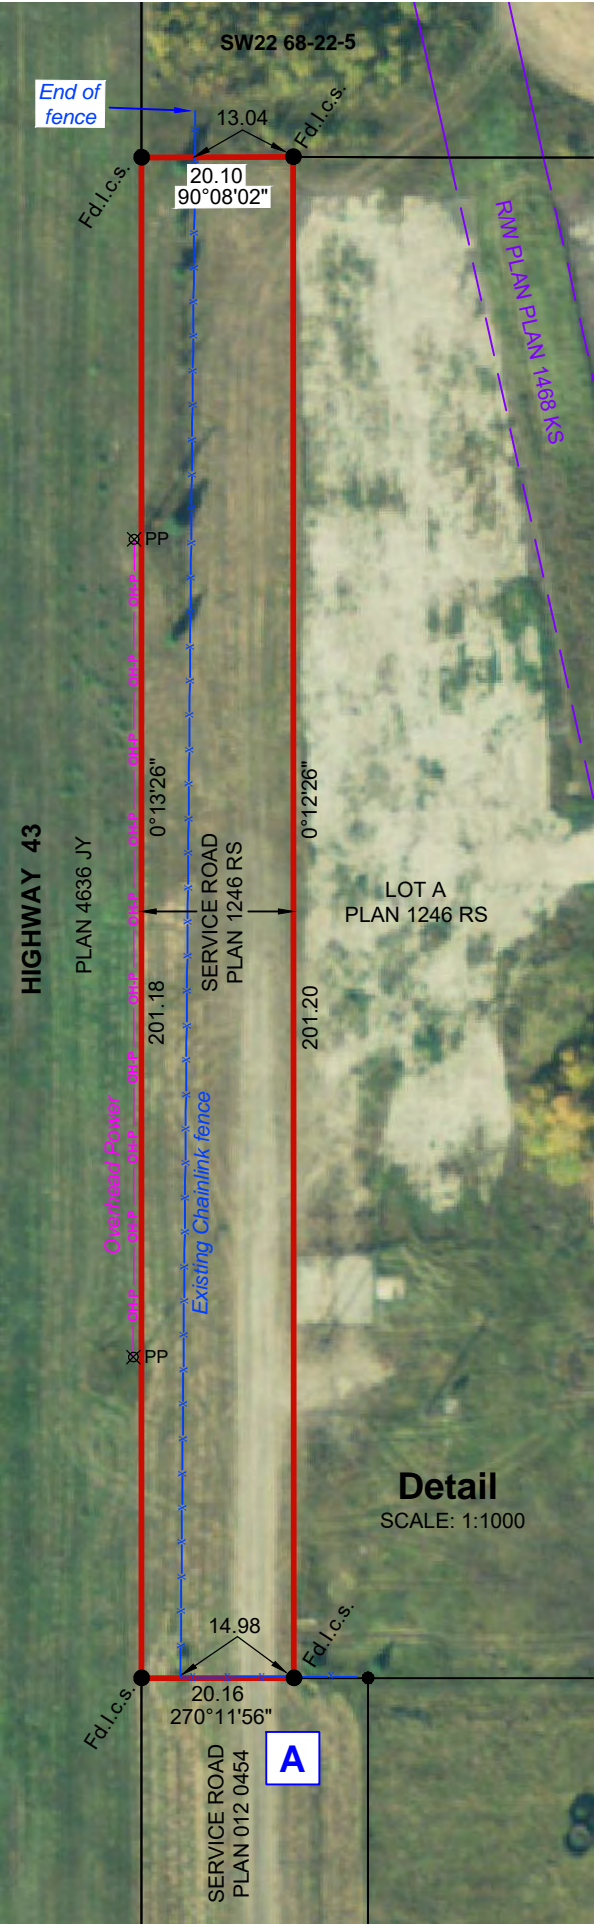 SW22 68-22-5
End of
fence
13.04
Fd.I.c.s.
Fd.I.c.s.
20.10
90°08'02"
R/W PLAN PLAN 1468 KS
PP
OH-P
OH-P
OH-P
OH-P
OH-P
OH-P
OH-P
OH-P
OH-P
OH-P
0°13'26"
0°12'26"
HIGHWAY 43
PLAN 4636 JY
SERVICE ROAD
PLAN 1246 RS
LOT A
PLAN 1246 RS
201.18
201.20
Overhead Power
Existing Chainlink fence
PP
Detail
SCALE: 1:1000
14.98
Fd.I.c.s.
Fd.I.c.s.
20.16
270°11'56"
A
SERVICE ROAD
PLAN 012 0454